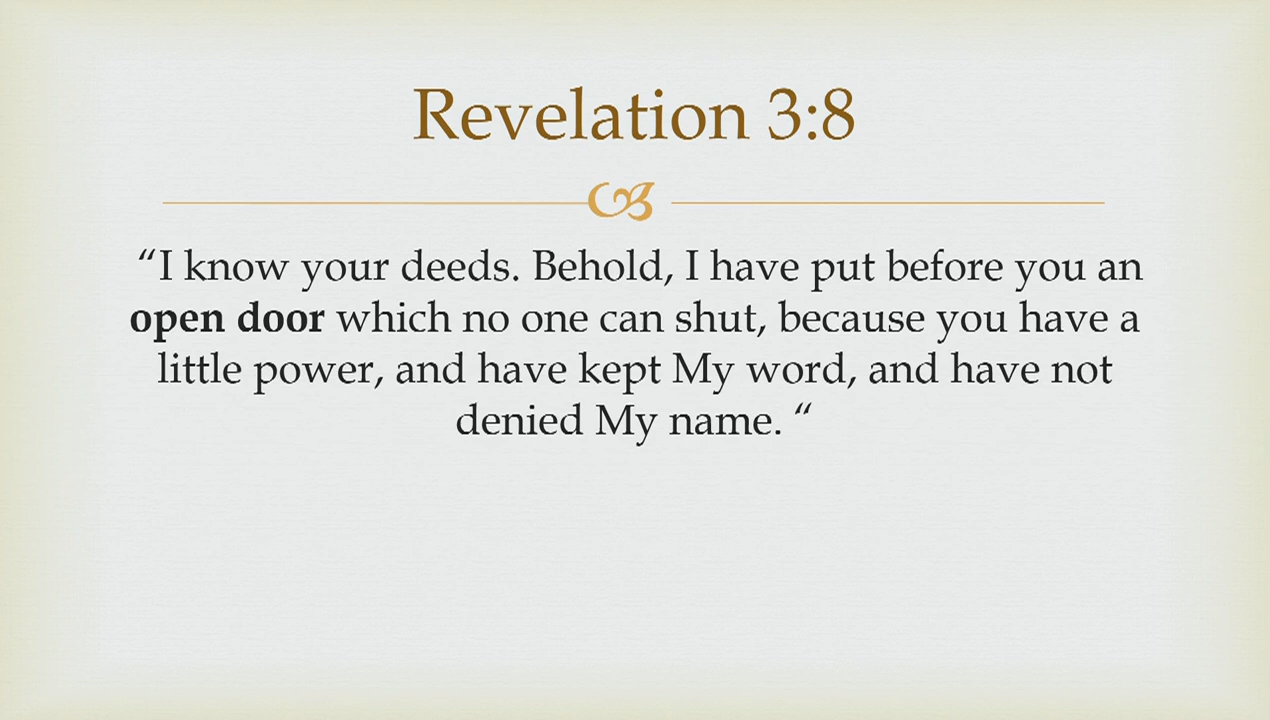 Revelation 3:8
“I know your deeds. Behold, I have put before you an
open door which no one can shut, because you have a
little power, and have kept My word, and have not
denied My name. “